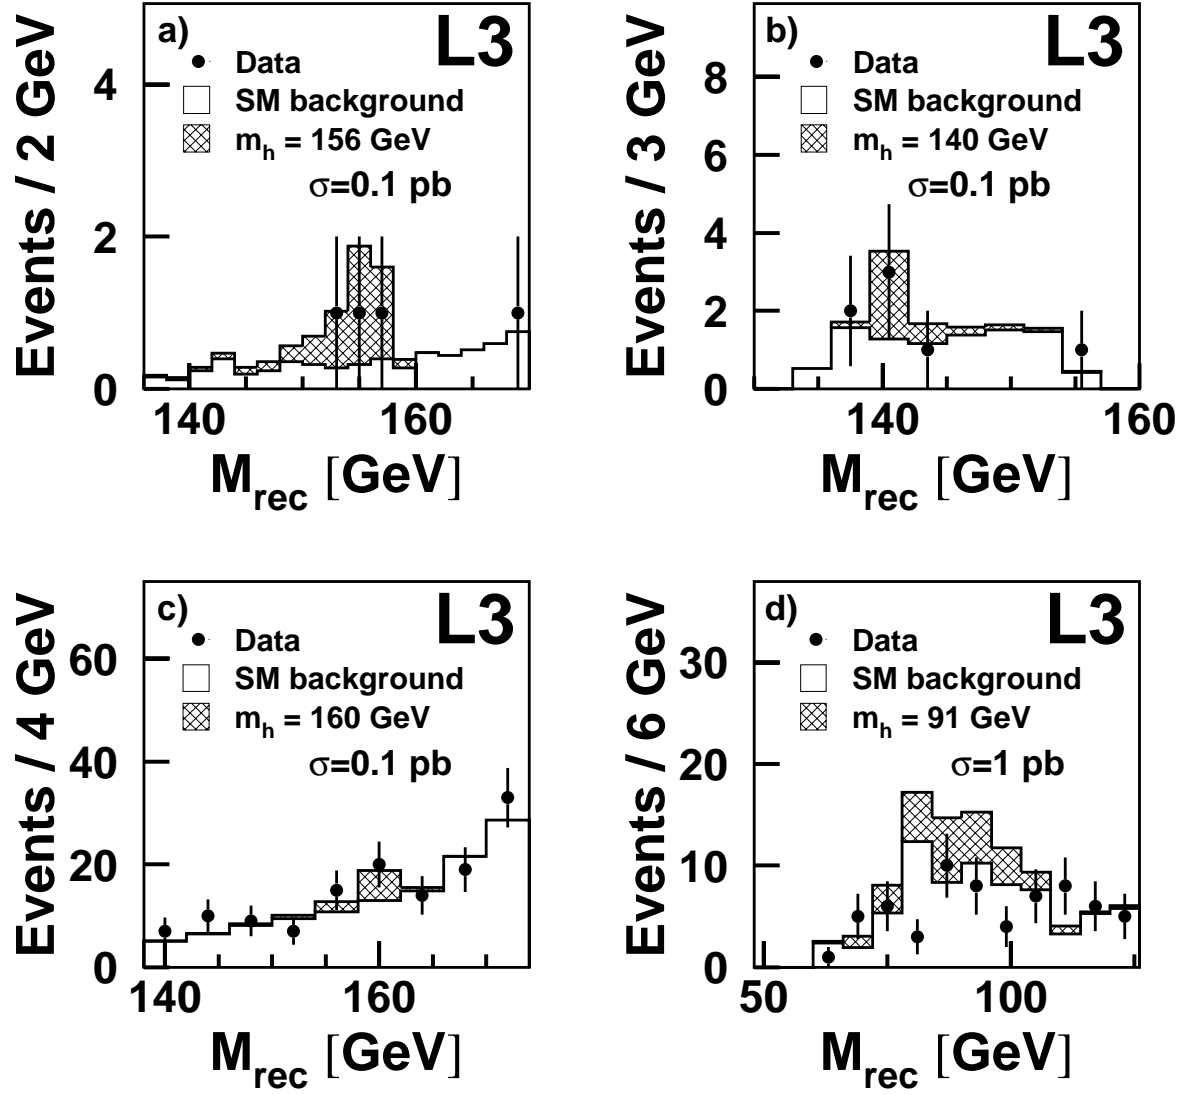 a)
L3
Data
SM background
m_h = 156 GeV
σ=0.1 pb
Events / 2 GeV
4
2
0
140
160
M_rec [GeV]
b)
L3
Data
SM background
m_h = 140 GeV
σ=0.1 pb
Events / 3 GeV
8
6
4
2
0
140
160
M_rec [GeV]
c)
L3
Data
SM background
m_h = 160 GeV
σ=0.1 pb
Events / 4 GeV
60
40
20
0
140
160
M_rec [GeV]
d)
L3
Data
SM background
m_h = 91 GeV
σ=1 pb
Events / 6 GeV
30
20
10
0
50
100
M_rec [GeV]